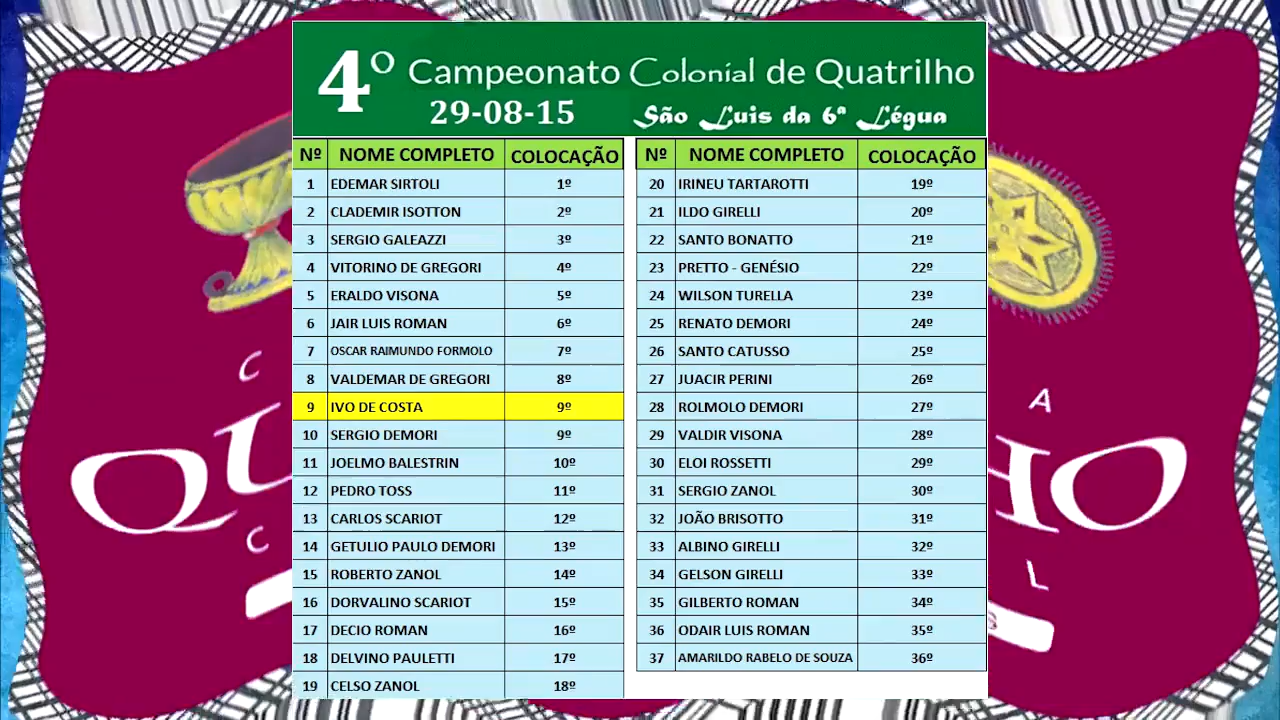 4º Campeonato Colonial de Quatrilho
29-08-15 São Luis da 6ª Légua
Nº NOME COMPLETO COLOCAÇÃO
1 EDEMAR SIRTOLI 1º
2 CLADEMIR ISOTTON 2º
3 SERGIO GALEAZZI 3º
4 VITORINO DE GREGORI 4º
5 ERALDO VISONA 5º
6 JAIR LUIS ROMAN 6º
7 OSCAR RAIMUNDO FORMOLO 7º
8 VALDEMAR DE GREGORI 8º
9 IVO DE COSTA 9º
10 SERGIO DEMORI 9º
11 JOELMO BALESTRIN 10º
12 PEDRO TOSS 11º
13 CARLOS SCARIOT 12º
14 GETULIO PAULO DEMORI 13º
15 ROBERTO ZANOL 14º
16 DORVALINO SCARIOT 15º
17 DECIO ROMAN 16º
18 DELVINO PAULETTI 17º
19 CELSO ZANOL 18º
Nº NOME COMPLETO COLOCAÇÃO
20 IRINEU TARTAROTTI 19º
21 ILDO GIRELLI 20º
22 SANTO BONATTO 21º
23 PRETTO - GENÉSIO 22º
24 WILSON TURELLA 23º
25 RENATO DEMORI 24º
26 SANTO CATUSSO 25º
27 JUACIR PERINI 26º
28 ROLMOLO DEMORI 27º
29 VALDIR VISONA 28º
30 ELOI ROSSETTI 29º
31 SERGIO ZANOL 30º
32 JOÃO BRISOTTO 31º
33 ALBINO GIRELLI 32º
34 GELSON GIRELLI 33º
35 GILBERTO ROMAN 34º
36 ODAIR LUIS ROMAN 35º
37 AMARILDO RABELO DE SOUZA 36º